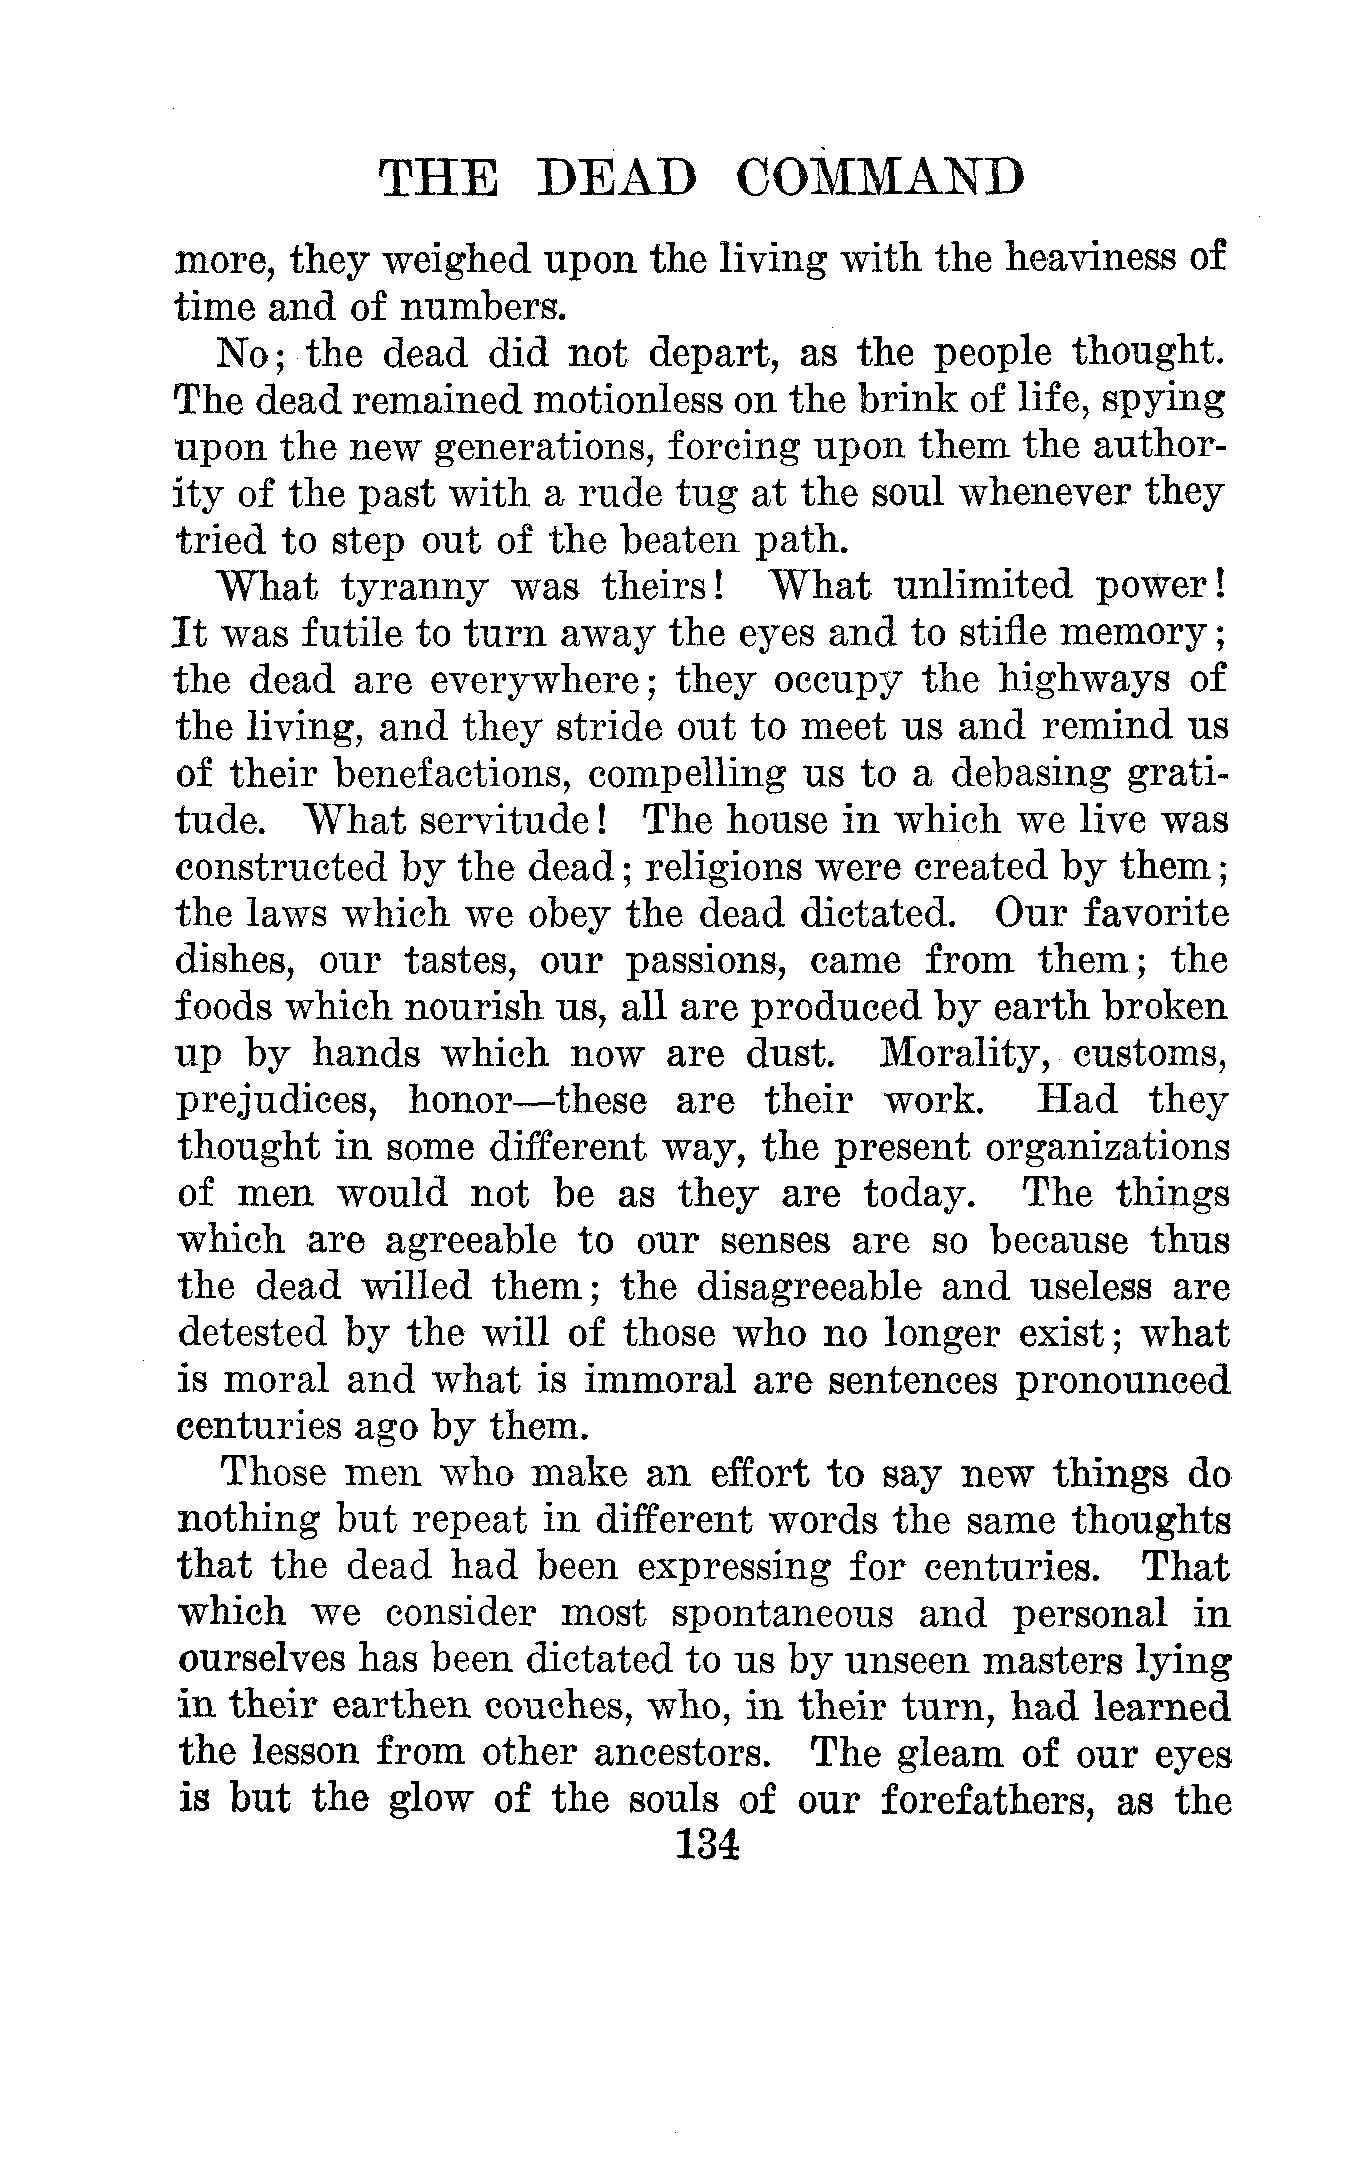 THE DEAD COMMAND
more, they weighed upon the living with the heaviness of
time and of numbers.
No; the dead did not depart, as the people thought.
The dead remained motionless on the brink of life, spying
upon the new generations, forcing upon them the author-
ity of the past with a rude tug at the soul whenever they
tried to step out of the beaten path.
What tyranny was theirs! What unlimited power!
It was futile to turn away the eyes and to stifle memory;
the dead are everywhere; they occupy the highways of
the living, and they stride out to meet us and remind us
of their benefactions, compelling us to a debasing grati-
tude. What servitude! The house in which we live was
constructed by the dead; religions were created by them;
the laws which we obey the dead dictated. Our favorite
dishes, our tastes, our passions, came from them; the
foods which nourish us, all are produced by earth broken
up by hands which now are dust. Morality, customs,
prejudices, honor—these are their work. Had they
thought in some different way, the present organizations
of men would not be as they are today. The things
which are agreeable to our senses are so because thus
the dead willed them; the disagreeable and useless are
detested by the will of those who no longer exist; what
is moral and what is immoral are sentences pronounced
centuries ago by them.
Those men who make an effort to say new things do
nothing but repeat in different words the same thoughts
that the dead had been expressing for centuries. That
which we consider most spontaneous and personal in
ourselves has been dictated to us by unseen masters lying
in their earthen couches, who, in their turn, had learned
the lesson from other ancestors. The gleam of our eyes
is but the glow of the souls of our forefathers, as the
134